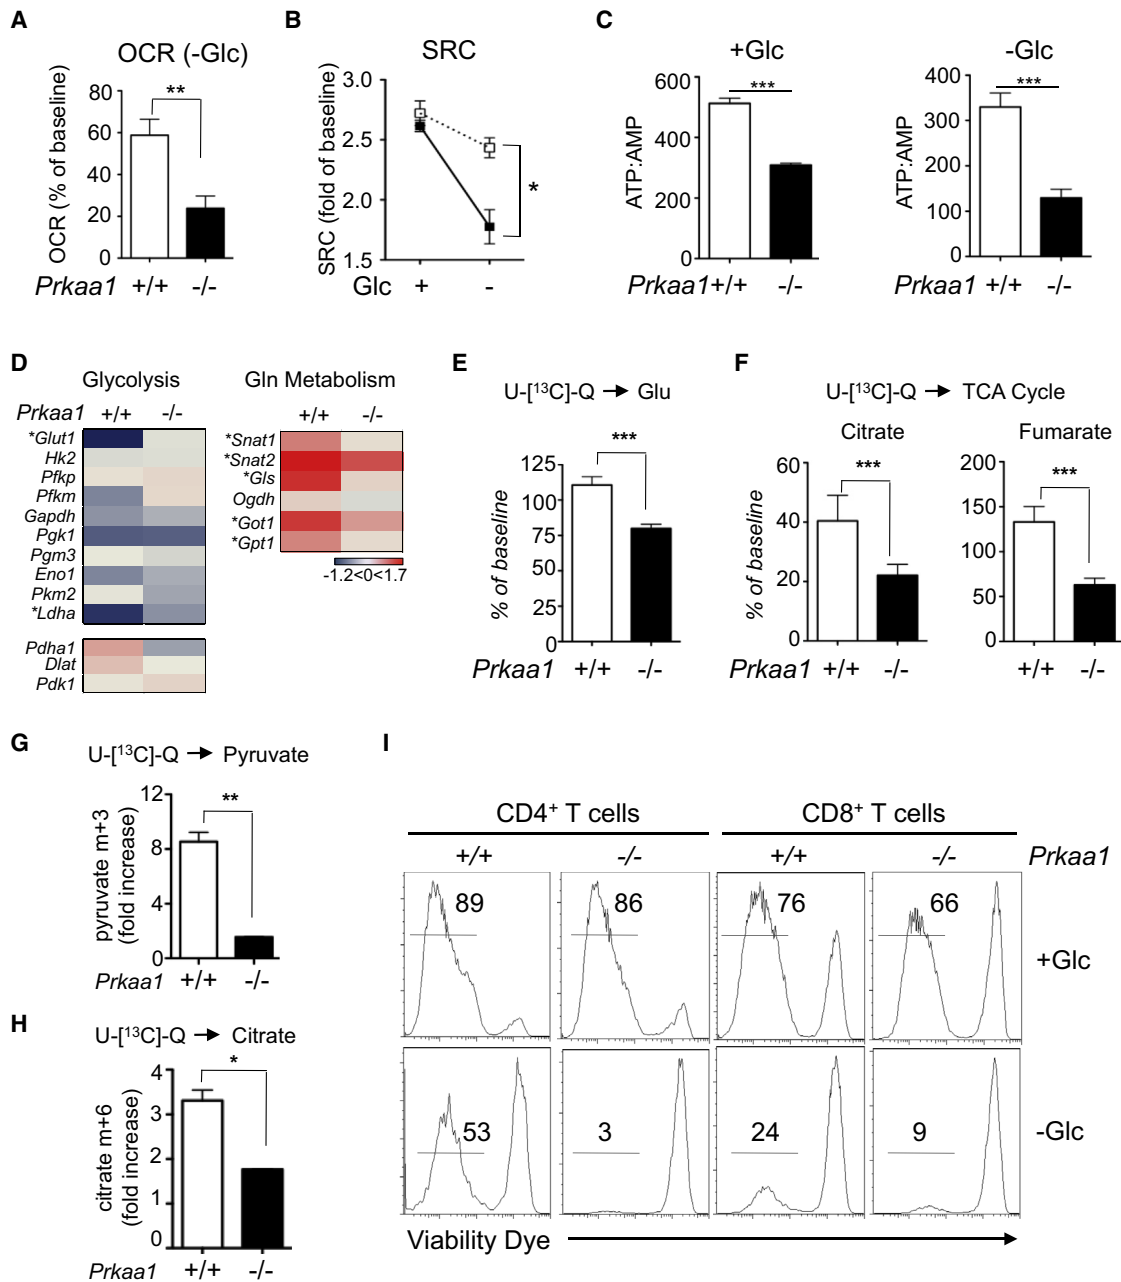 A
OCR (-Glc)
OCR (% of baseline)
80
60
40
20
0
**
Prkaa1 +/+ -/-
B
SRC
SRC (fold of baseline)
3.0
2.5
2.0
1.5
*
Glc + -
C
+Glc
ATP:AMP
600
400
200
0
***
Prkaa1+/+ -/-
-Glc
ATP:AMP
400
300
200
100
0
***
Prkaa1 +/+ -/-
D
Glycolysis
Prkaa1 +/+ -/-
*Glut1
Hk2
Pfkp
Pfkm
Gapdh
Pgk1
Pgm3
Eno1
Pkm2
*Ldha
Pdha1
Dlat
Pdk1
Gln Metabolism
+/+ -/-
*Snat1
*Snat2
*Gls
Ogdh
*Got1
*Gpt1
-1.2<0<1.7
E
U-[¹³C]-Q → Glu
% of baseline
125
100
75
50
25
0
***
Prkaa1 +/+ -/-
F
U-[¹³C]-Q → TCA Cycle
Citrate
% of baseline
60
40
20
0
***
Prkaa1 +/+ -/-
Fumarate
200
150
100
50
0
***
+/+ -/-
G
U-[¹³C]-Q → Pyruvate
pyruvate m+3
(fold increase)
12
8
4
0
**
Prkaa1 +/+ -/-
H
U-[¹³C]-Q → Citrate
citrate m+6
(fold increase)
4
3
2
1
0
*
Prkaa1 +/+ -/-
I
CD4⁺ T cells CD8⁺ T cells
+/+ -/- +/+ -/- Prkaa1
89 86 76 66
+Glc
53 3 24 9
-Glc
Viability Dye